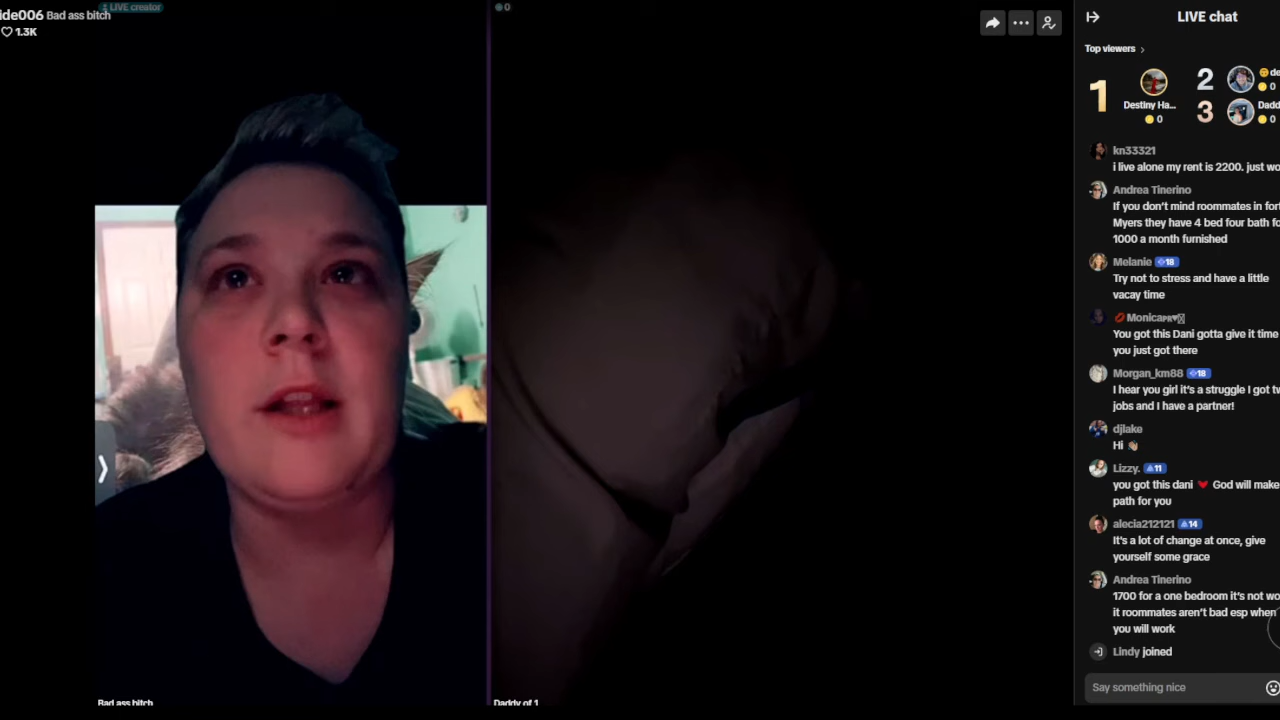 ide006 Bad ass bitch
LIVE creator
1.3K
0
LIVE chat
Top viewers
1
Destiny Ha...
0
2
de
0
3
Dadd
0
kn33321
i live alone my rent is 2200. just wo
Andrea Tinerino
If you don't mind roommates in fort
Myers they have 4 bed four bath fo
1000 a month furnished
Melanie 18
Try not to stress and have a little
vacay time
💋 Monica
You got this Dani gotta give it time
you just got there
Morgan_km88 18
I hear you girl it's a struggle I got tw
jobs and I have a partner!
djlake
Hi 👋🏼
Lizzy. 11
you got this dani ♥ God will make
path for you
alecia212121 14
It's a lot of change at once, give
yourself some grace
Andrea Tinerino
1700 for a one bedroom it's not wo
it roommates aren't bad esp when
you will work
Lindy joined
Say something nice
Bad ass bitch
Daddy of 1